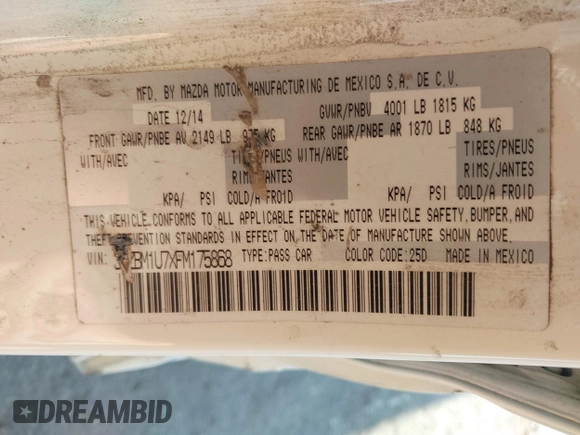 MFD. BY MAZDA MOTOR MANUFACTURING DE MEXICO S.A. DE C.V.
DATE 12/14 GVWR/PNBV 4001 LB 1815 KG
FRONT GAWR/PNBE AV 2149 LB 975 KG REAR GAWR/PNBE AR 1870 LB 848 KG
WITH/AVEC TIRES/PNEUS WITH/AVEC TIRES/PNEUS
RIMS/JANTES RIMS/JANTES
KPA/ PSI COLD/A FROID KPA/ PSI COLD/A FROID
THIS VEHICLE CONFORMS TO ALL APPLICABLE FEDERAL MOTOR VEHICLE SAFETY, BUMPER, AND
THEFT PREVENTION STANDARDS IN EFFECT ON THE DATE OF MANUFACTURE SHOWN ABOVE.
VIN: TYPE:PASS CAR COLOR CODE:25D MADE IN MEXICO
DREAMBID